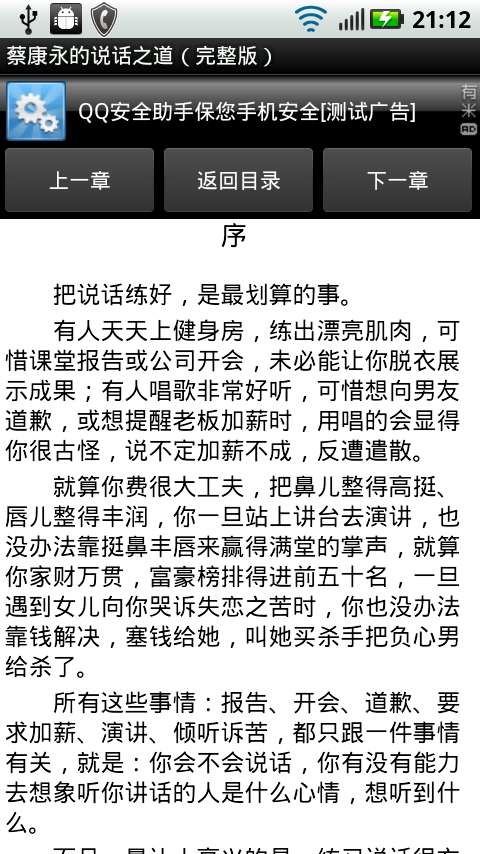 21:12
蔡康永的说话之道（完整版）
QQ安全助手保您手机安全[测试广告]
有
米
AD
上一章 返回目录 下一章
序
把说话练好，是最划算的事。
有人天天上健身房，练出漂亮肌肉，可
惜课堂报告或公司开会，未必能让你脱衣展
示成果；有人唱歌非常好听，可惜想向男友
道歉，或想提醒老板加薪时，用唱的会显得
你很古怪，说不定加薪不成，反遭遣散。
就算你费很大工夫，把鼻儿整得高挺、
唇儿整得丰润，你一旦站上讲台去演讲，也
没办法靠挺鼻丰唇来赢得满堂的掌声，就算
你家财万贯，富豪榜排得进前五十名，一旦
遇到女儿向你哭诉失恋之苦时，你也没办法
靠钱解决，塞钱给她，叫她买杀手把负心男
给杀了。
所有这些事情：报告、开会、道歉、要
求加薪、演讲、倾听诉苦，都只跟一件事情
有关，就是：你会不会说话，你有没有能力
去想象听你讲话的人是什么心情，想听到什
么。